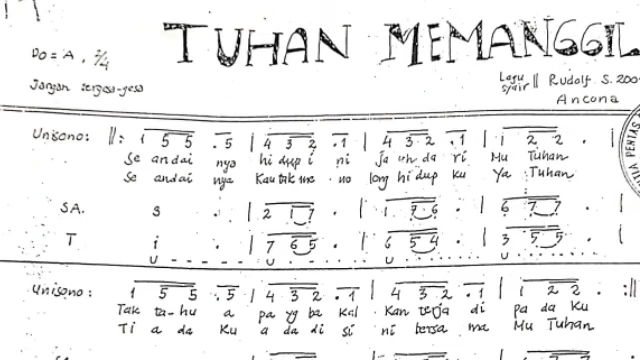 TUHAN MEMANGGIL
Do = A . 2/4
Jangan tergesa-gesa
Lagu syair || Rudolf S. 200
Ancona
Unisono: ||: 1 5 5 . 5 | 4 3 2 . 1 | 4 3 2 . 1 | 1 2 2 . |
Se andai nya hi dup i ni ja uh da ri Mu Tuhan
Se andai nya Kau tak me no long hi dup ku Ya Tuhan
SA. 3 . | 2 1 7 . | 1 7 6 . | 6 7 7 . |
T i . | 7 6 5 . | 6 5 4 . | 3 5 5 . |
Unisono: 1 5 5 . 5 | 4 3 2 . 1 | 4 3 2 . 1 | 1 2 2 . :||
Tak ta-hu a pa yg ba kal Kan terja di pa da Ku
Ti a da Ku a da di si ni bersa ma Mu Tuhan